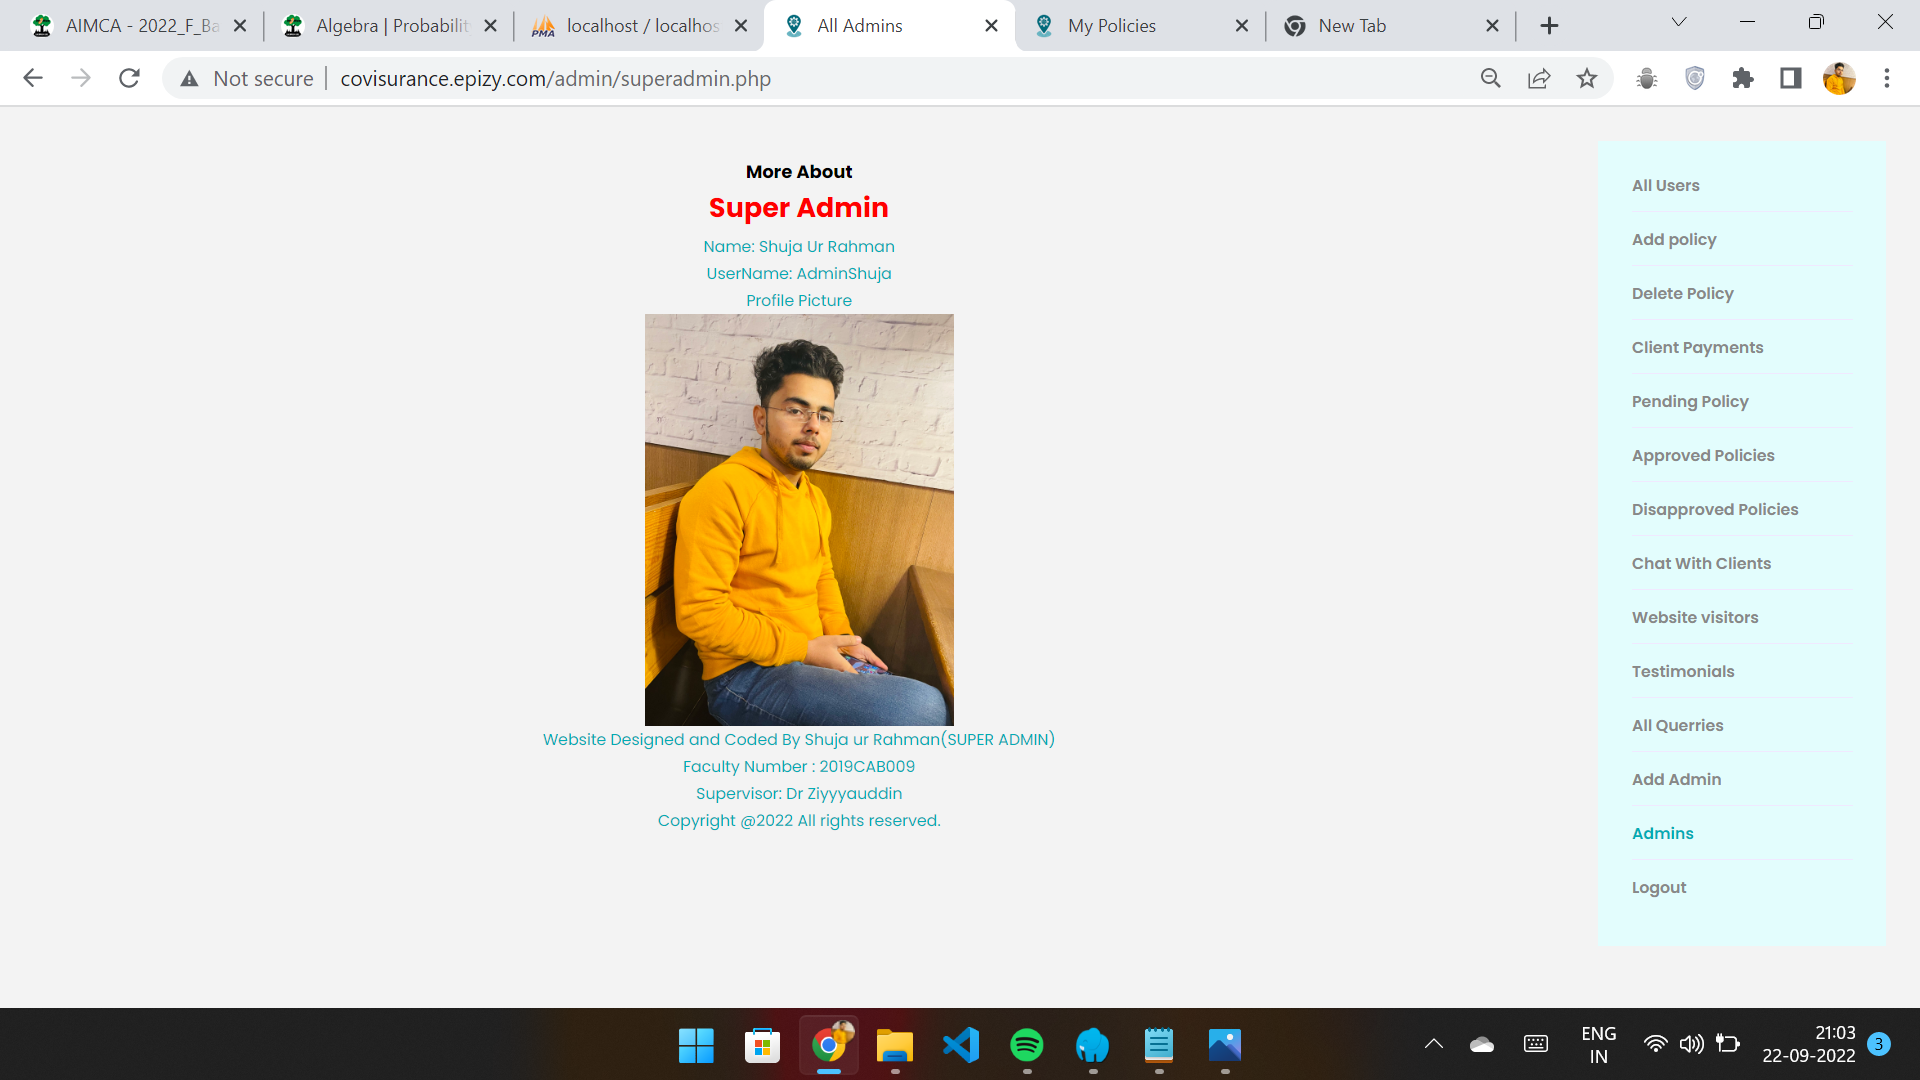 AIMCA - 2022_F_Ba
Algebra | Probabilit
localhost / localhos
All Admins
My Policies
New Tab
Not secure
covisurance.epizy.com/admin/superadmin.php
More About
Super Admin
Name: Shuja Ur Rahman
UserName: AdminShuja
Profile Picture
Website Designed and Coded By Shuja ur Rahman(SUPER ADMIN)
Faculty Number : 2019CAB009
Supervisor: Dr Ziyyyauddin
Copyright @2022 All rights reserved.
All Users
Add policy
Delete Policy
Client Payments
Pending Policy
Approved Policies
Disapproved Policies
Chat With Clients
Website visitors
Testimonials
All Querries
Add Admin
Admins
Logout
PMA
ENG
IN
21:03
22-09-2022
3